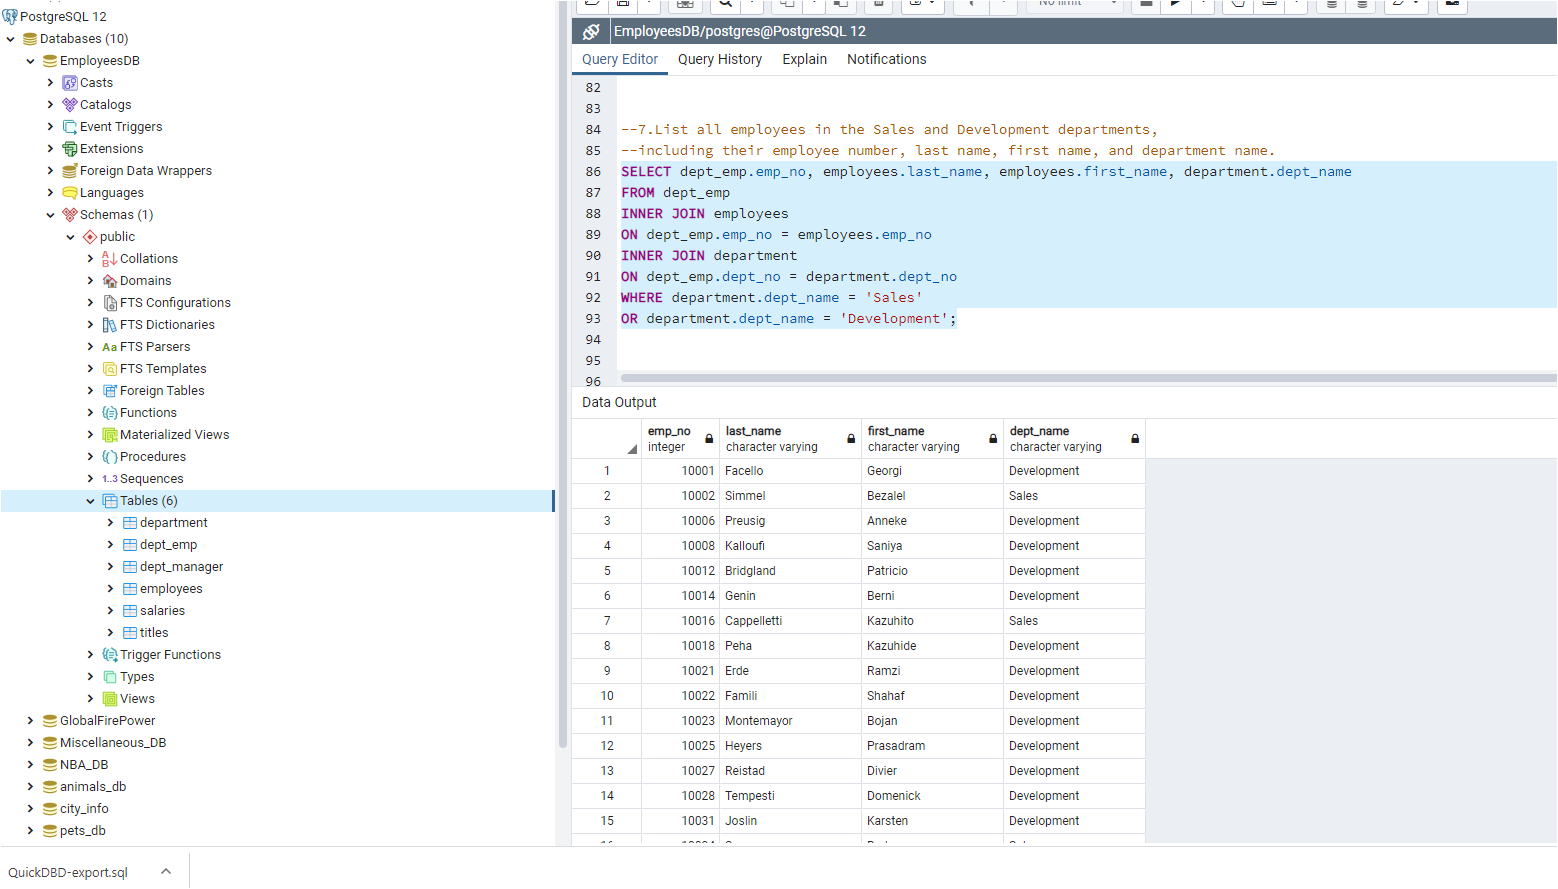 PostgreSQL 12
Databases (10)
EmployeesDB
Casts
Catalogs
Event Triggers
Extensions
Foreign Data Wrappers
Languages
Schemas (1)
public
Collations
Domains
FTS Configurations
FTS Dictionaries
FTS Parsers
FTS Templates
Foreign Tables
Functions
Materialized Views
Procedures
1..3 Sequences
Tables (6)
department
dept_emp
dept_manager
employees
salaries
titles
Trigger Functions
Types
Views
GlobalFirePower
Miscellaneous_DB
NBA_DB
animals_db
city_info
pets_db
No limit
EmployeesDB/postgres@PostgreSQL 12
Query Editor Query History Explain Notifications
82
83
84 --7.List all employees in the Sales and Development departments,
85 --including their employee number, last name, first name, and department name.
86 SELECT dept_emp.emp_no, employees.last_name, employees.first_name, department.dept_name
87 FROM dept_emp
88 INNER JOIN employees
89 ON dept_emp.emp_no = employees.emp_no
90 INNER JOIN department
91 ON dept_emp.dept_no = department.dept_no
92 WHERE department.dept_name = 'Sales'
93 OR department.dept_name = 'Development';
94
95
96
Data Output
emp_no last_name first_name dept_name
integer character varying character varying character varying
1 10001 Facello Georgi Development
2 10002 Simmel Bezalel Sales
3 10006 Preusig Anneke Development
4 10008 Kalloufi Saniya Development
5 10012 Bridgland Patricio Development
6 10014 Genin Berni Development
7 10016 Cappelletti Kazuhito Sales
8 10018 Peha Kazuhide Development
9 10021 Erde Ramzi Development
10 10022 Famili Shahaf Development
11 10023 Montemayor Bojan Development
12 10025 Heyers Prasadram Development
13 10027 Reistad Divier Development
14 10028 Tempesti Domenick Development
15 10031 Joslin Karsten Development
QuickDBD-export.sql